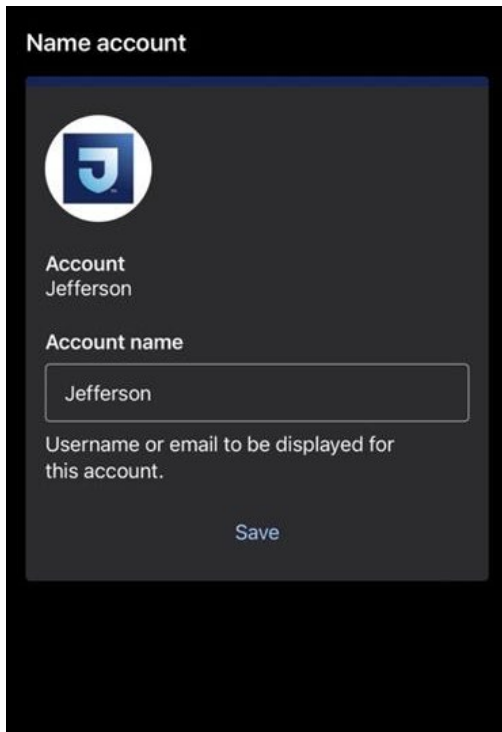 Name account
J
Account
Jefferson
Account name
Jefferson
Username or email to be displayed for
this account.
Save